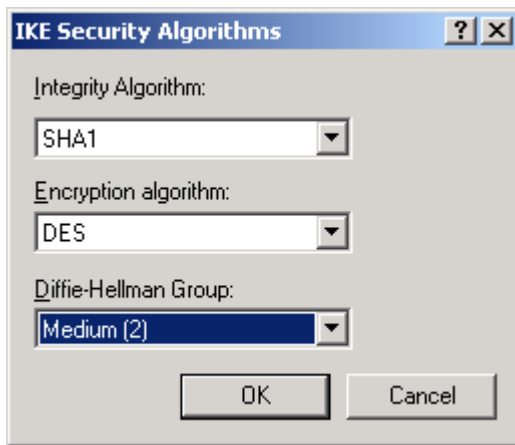 IKE Security Algorithms
Integrity Algorithm:
SHA1
Encryption algorithm:
DES
Diffie-Hellman Group:
Medium (2)
OK Cancel